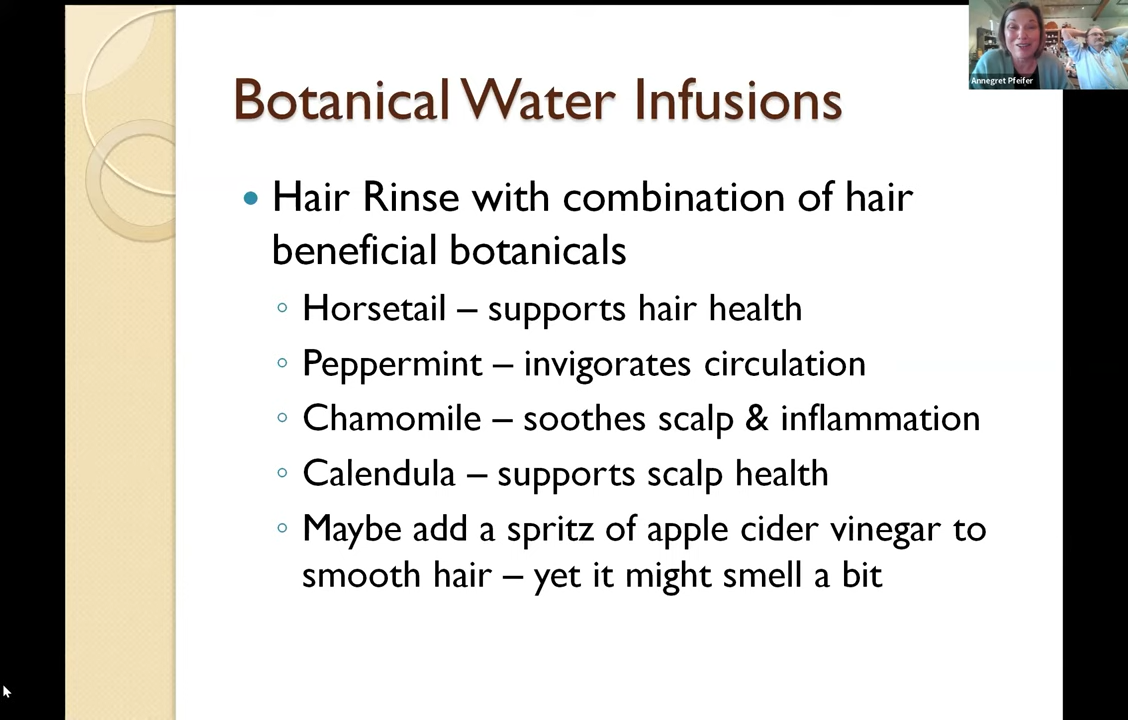 Annegret Pfeifer
Botanical Water Infusions
• Hair Rinse with combination of hair
beneficial botanicals
◦ Horsetail – supports hair health
◦ Peppermint – invigorates circulation
◦ Chamomile – soothes scalp & inflammation
◦ Calendula – supports scalp health
◦ Maybe add a spritz of apple cider vinegar to
smooth hair – yet it might smell a bit